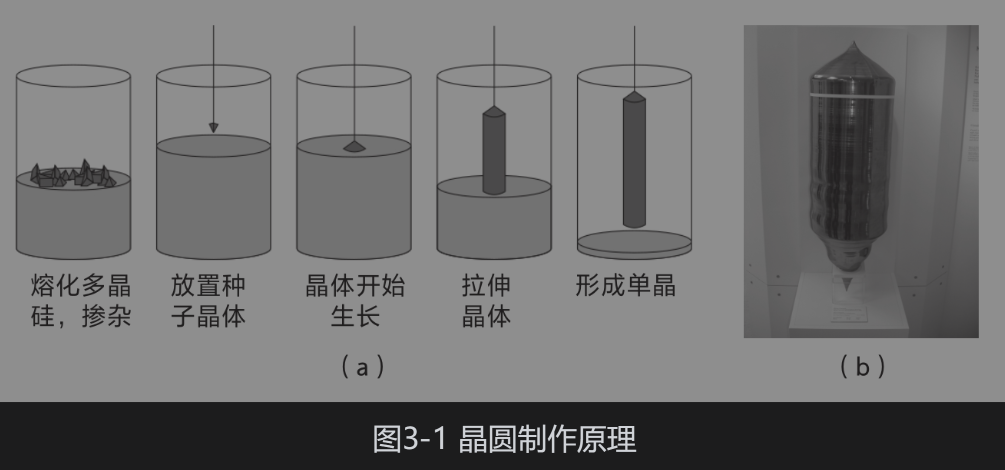 熔化多晶
硅，掺杂
放置种
子晶体
晶体开始
生长
拉伸
晶体
形成单晶
（a）
（b）
图3-1 晶圆制作原理